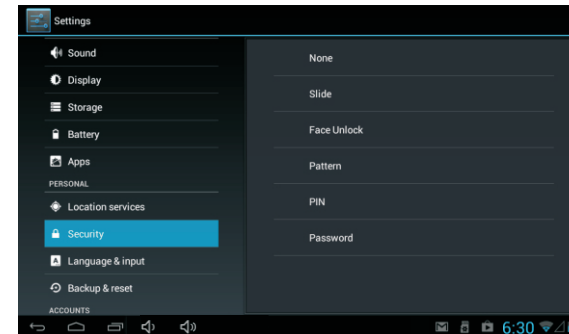 Settings
Sound
Display
Storage
Battery
Apps
PERSONAL
Location services
Security
Language & input
Backup & reset
ACCOUNTS
None
Slide
Face Unlock
Pattern
PIN
Password
6:30